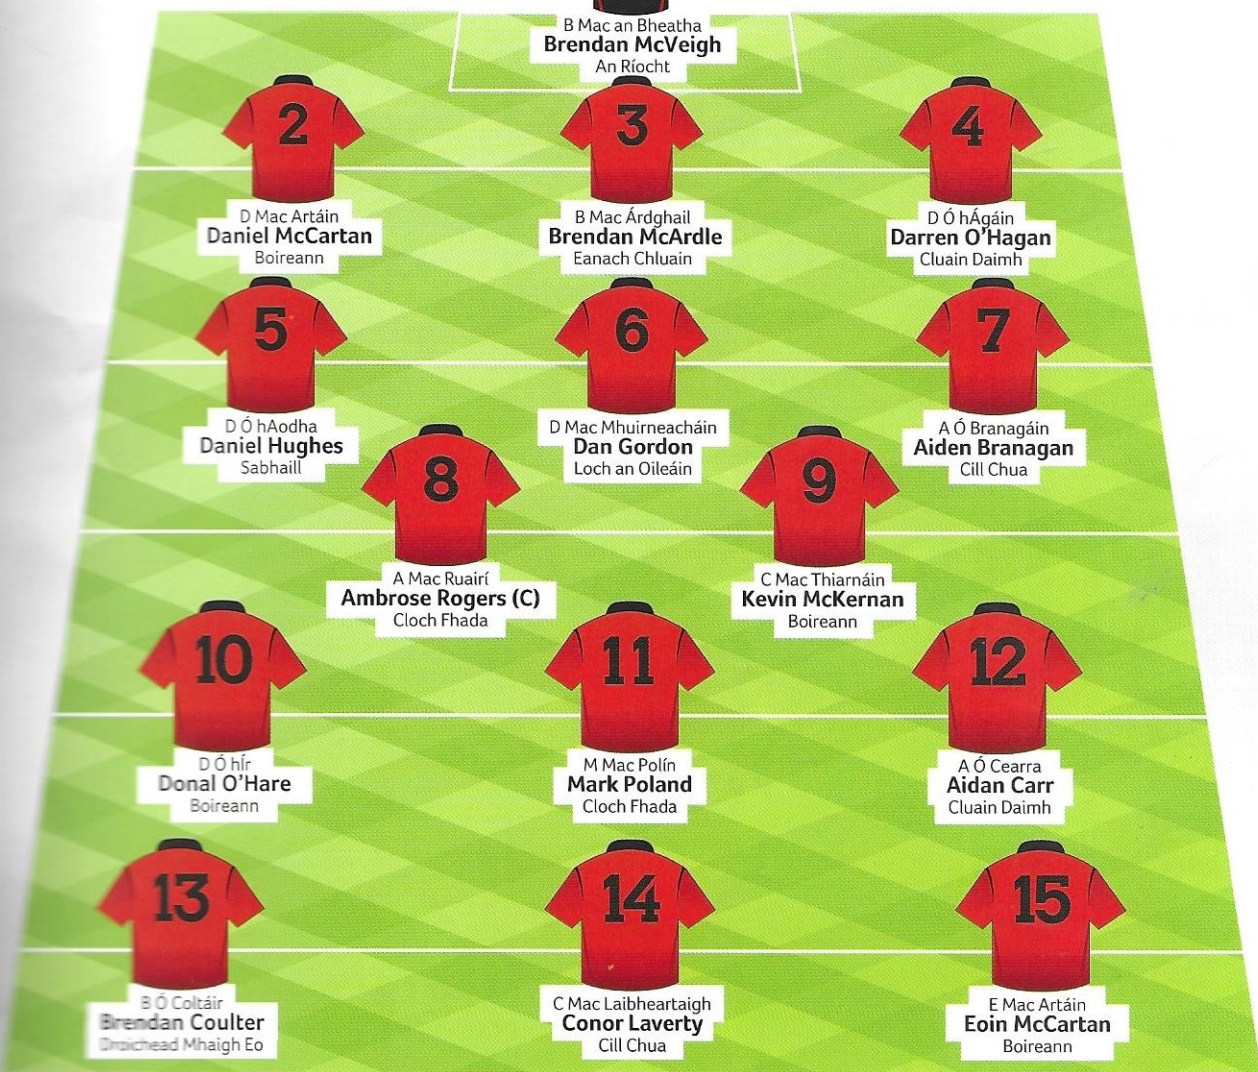 B Mac an Bheatha
Brendan McVeigh
An Ríocht
2
3
4
D Mac Artáin
Daniel McCartan
Boireann
B Mac Árdghail
Brendan McArdle
Eanach Chluain
D Ó hÁgáin
Darren O'Hagan
Cluain Daimh
5
6
7
D Ó hAodha
Daniel Hughes
Sabhaill
D Mac Mhuirneacháin
Dan Gordon
Loch an Oileáin
A Ó Branagáin
Aiden Branagan
Cill Chua
8
9
A Mac Ruairí
Ambrose Rogers (C)
Cloch Fhada
C Mac Thiarnáin
Kevin McKernan
Boireann
10
11
12
D Ó hÍr
Donal O'Hare
Boireann
M Mac Polín
Mark Poland
Cloch Fhada
A Ó Cearra
Aidan Carr
Cluain Daimh
13
14
15
B Ó Coltáir
Brendan Coulter
Droichead Mhaigh Eo
C Mac Laibheartaigh
Conor Laverty
Cill Chua
E Mac Artáin
Eoin McCartan
Boireann